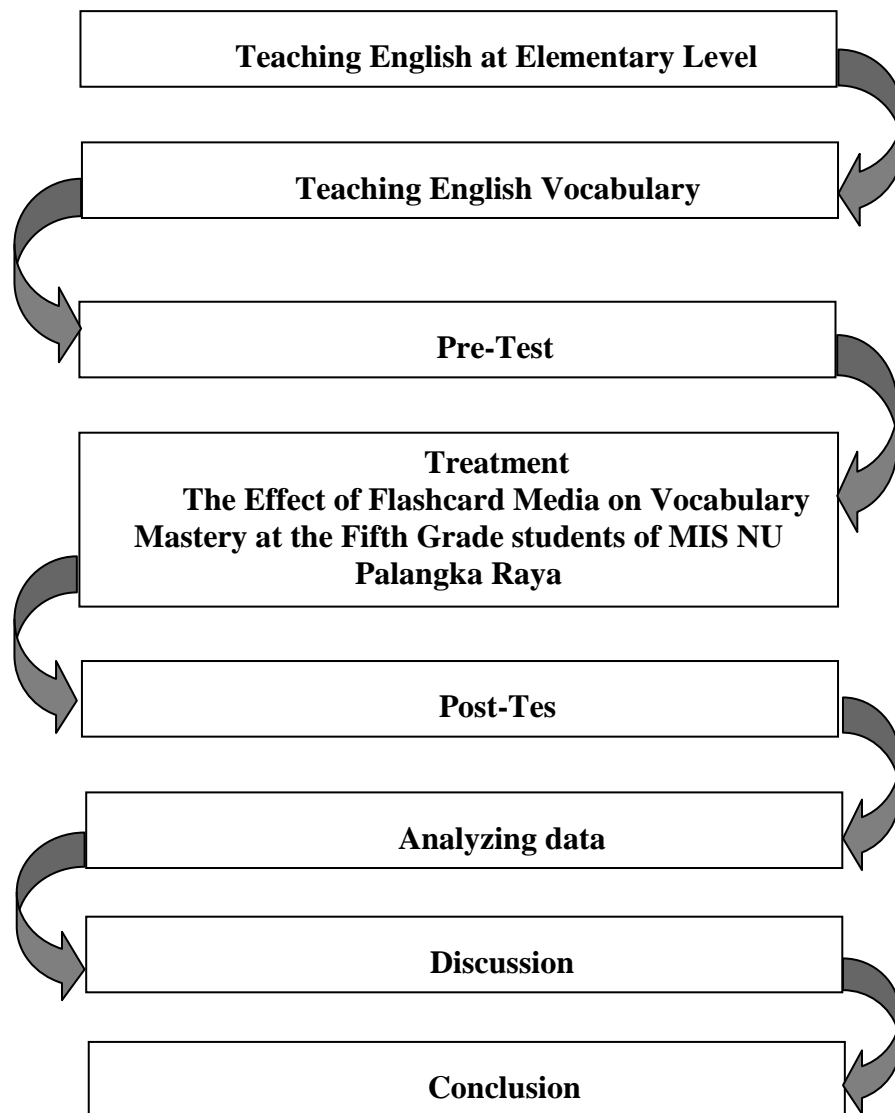 Teaching English at Elementary Level
Teaching English Vocabulary
Pre-Test
Treatment
The Effect of Flashcard Media on Vocabulary
Mastery at the Fifth Grade students of MIS NU
Palangka Raya
Post-Tes
Analyzing data
Discussion
Conclusion